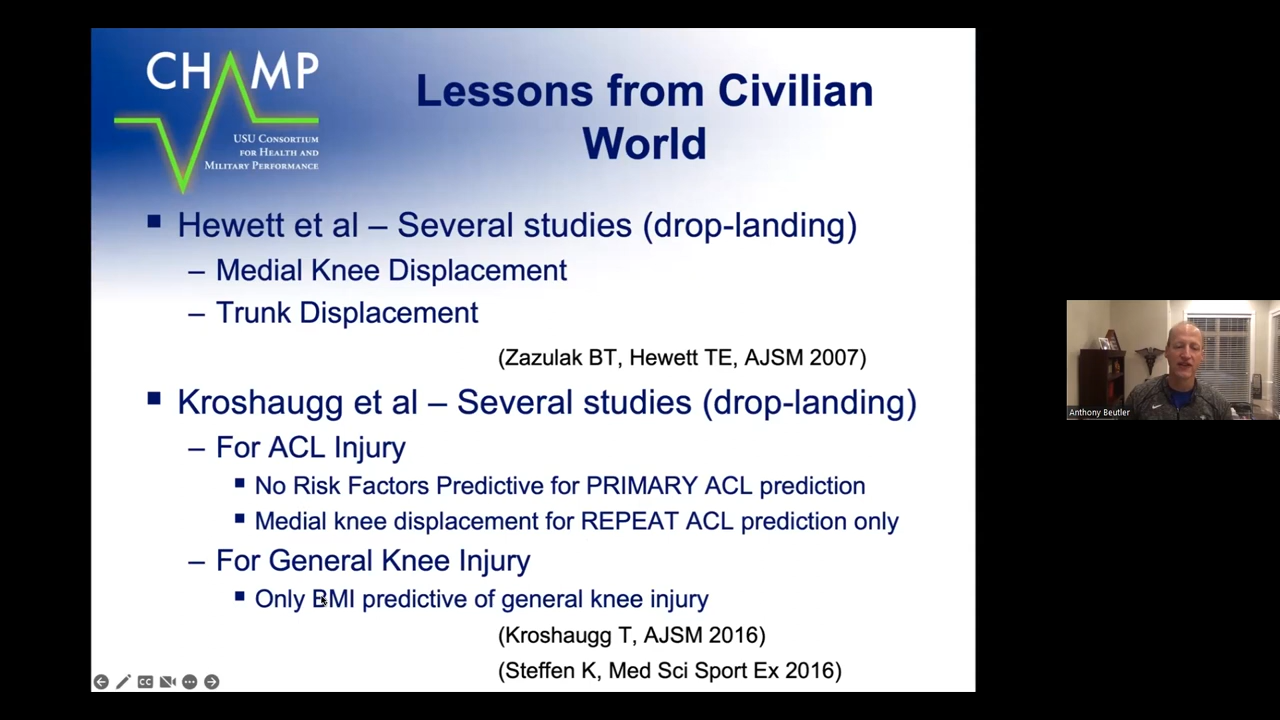 CHAMP
USU CONSORTIUM
FOR HEALTH AND
MILITARY PERFORMANCE
Lessons from Civilian
World
▪ Hewett et al – Several studies (drop-landing)
– Medial Knee Displacement
– Trunk Displacement
(Zazulak BT, Hewett TE, AJSM 2007)
▪ Kroshaugg et al – Several studies (drop-landing)
– For ACL Injury
▪ No Risk Factors Predictive for PRIMARY ACL prediction
▪ Medial knee displacement for REPEAT ACL prediction only
– For General Knee Injury
▪ Only BMI predictive of general knee injury
(Kroshaugg T, AJSM 2016)
(Steffen K, Med Sci Sport Ex 2016)
CC
Anthony Beutler